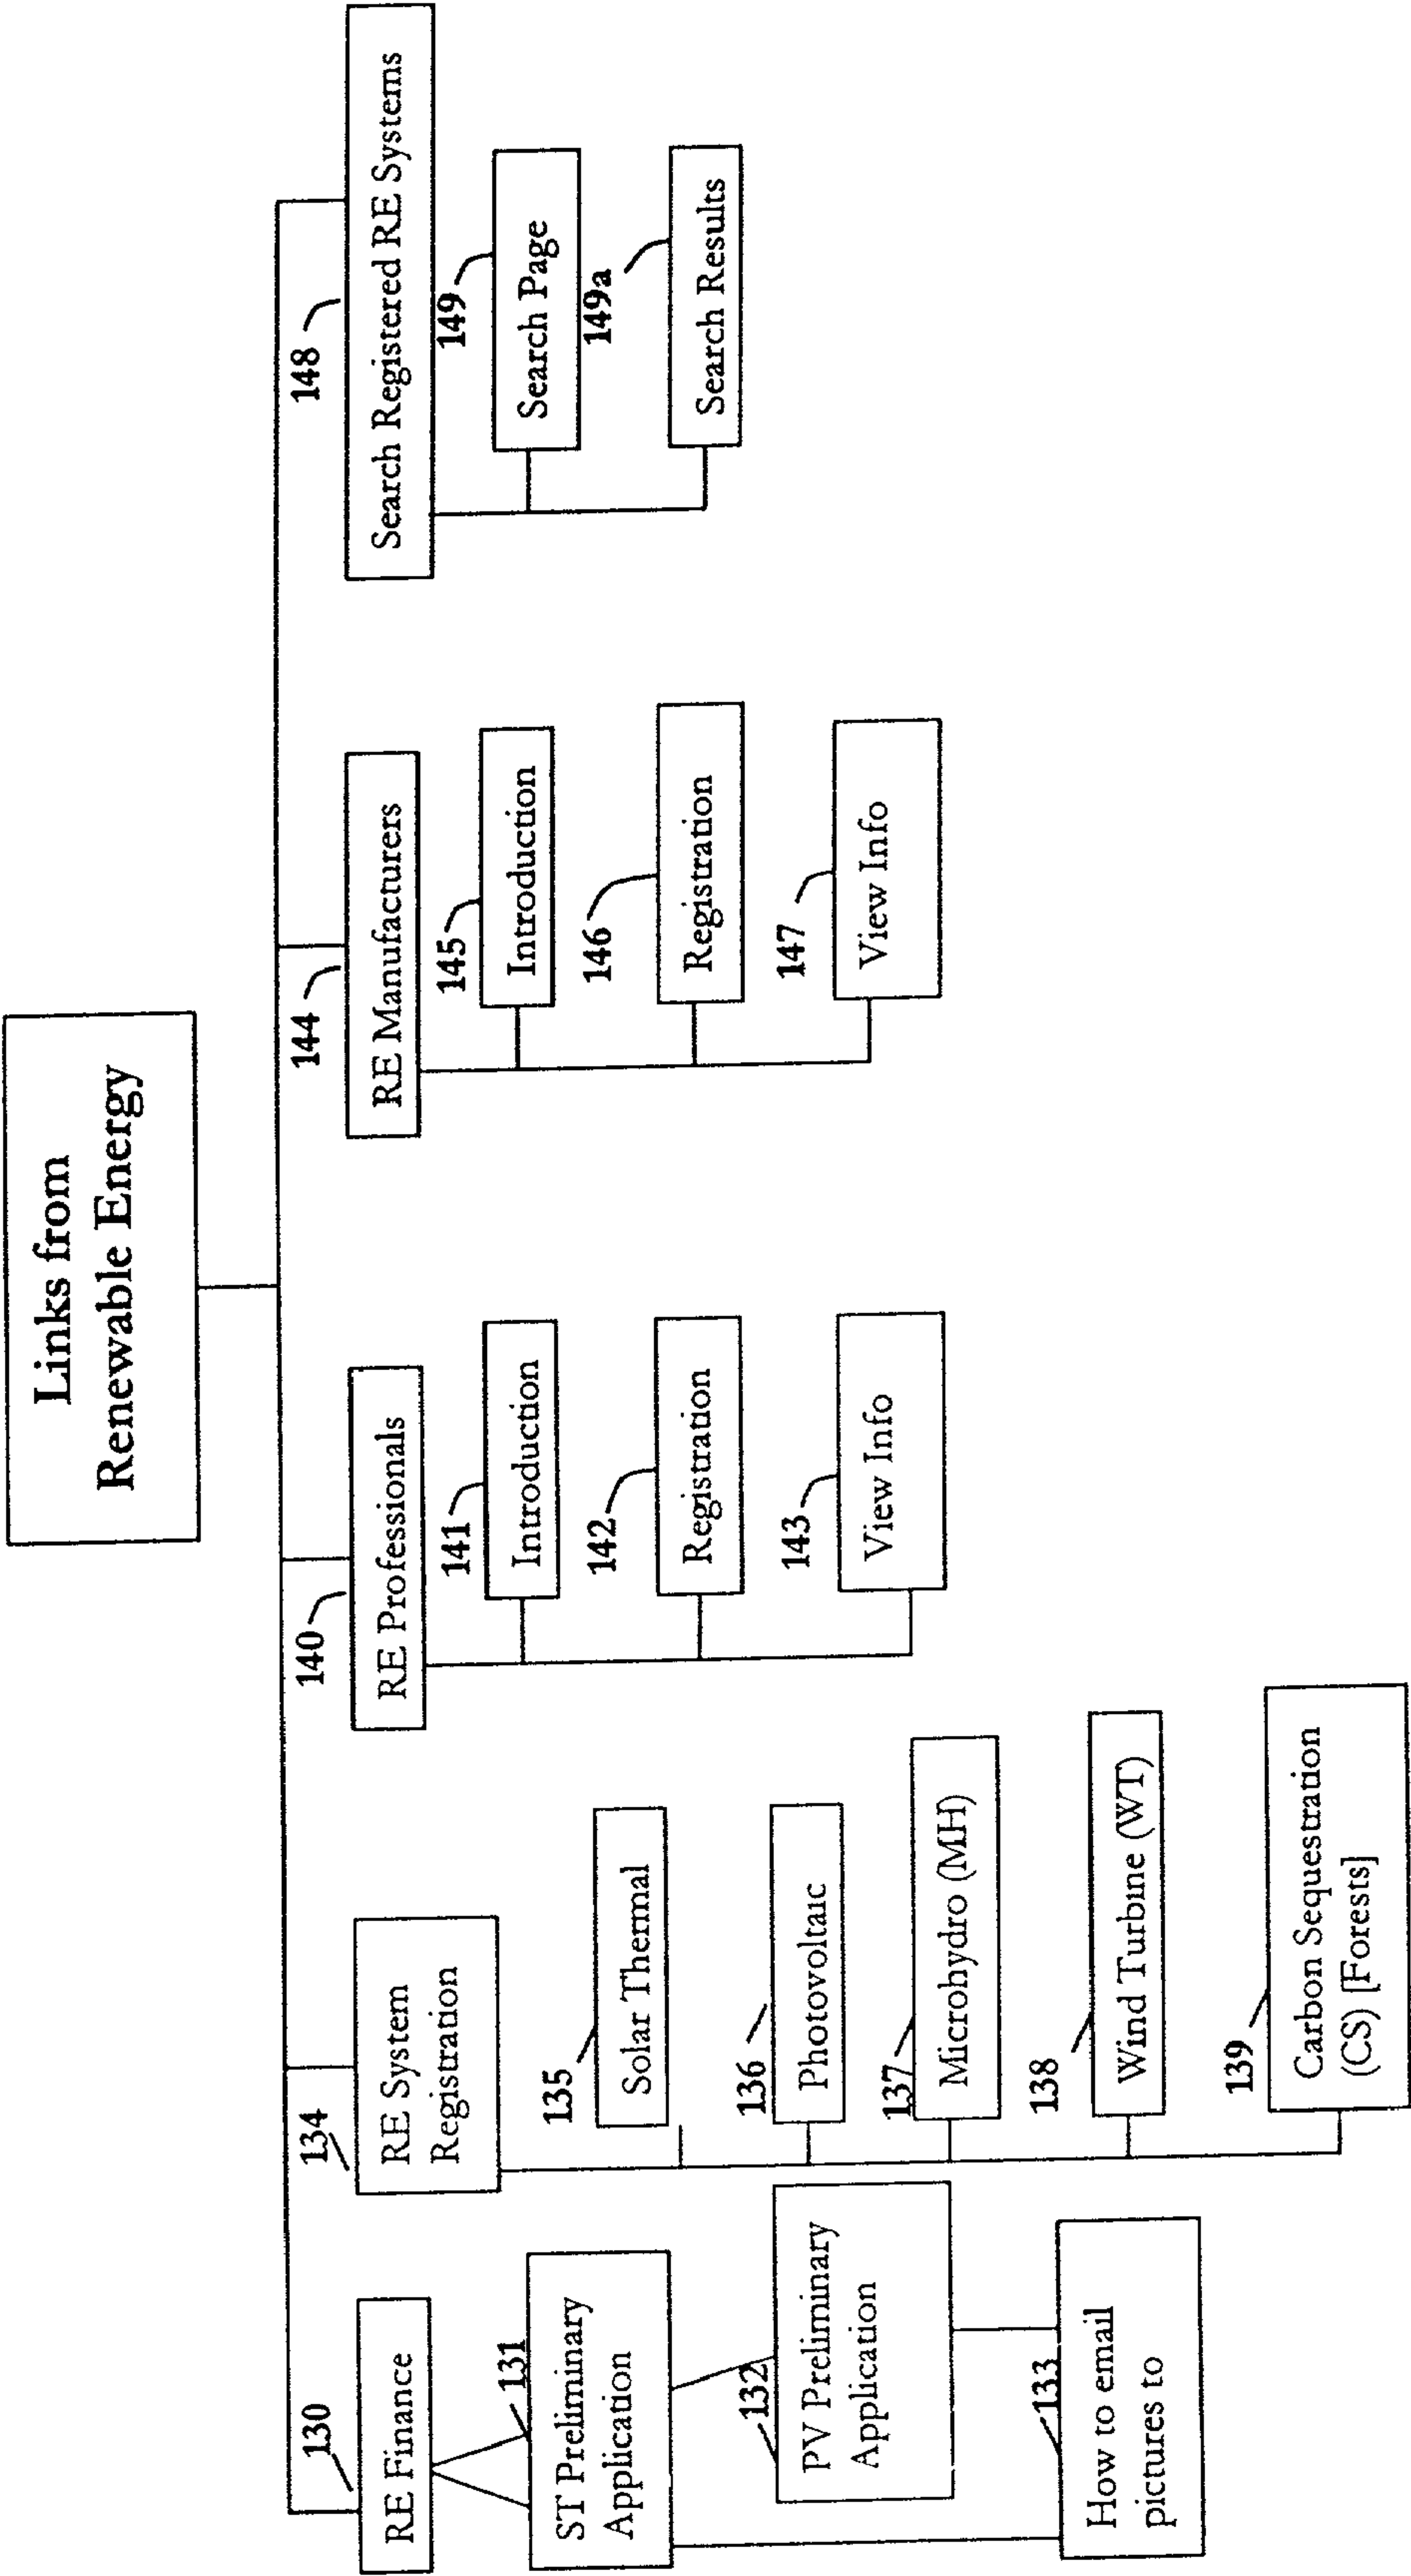 Links from
Renewable Energy
130
RE Finance
131
ST Preliminary
Application
132
PV Preliminary
Application
133
How to email
pictures to
134
RE System
Registration
135
Solar Thermal
136
Photovoltaic
137
Microhydro (MH)
138
Wind Turbine (WT)
139
Carbon Sequestration
(CS) [Forests]
140
RE Professionals
141
Introduction
142
Registration
143
View Info
144
RE Manufacturers
145
Introduction
146
Registration
147
View Info
148
Search Registered RE Systems
149
Search Page
149a
Search Results